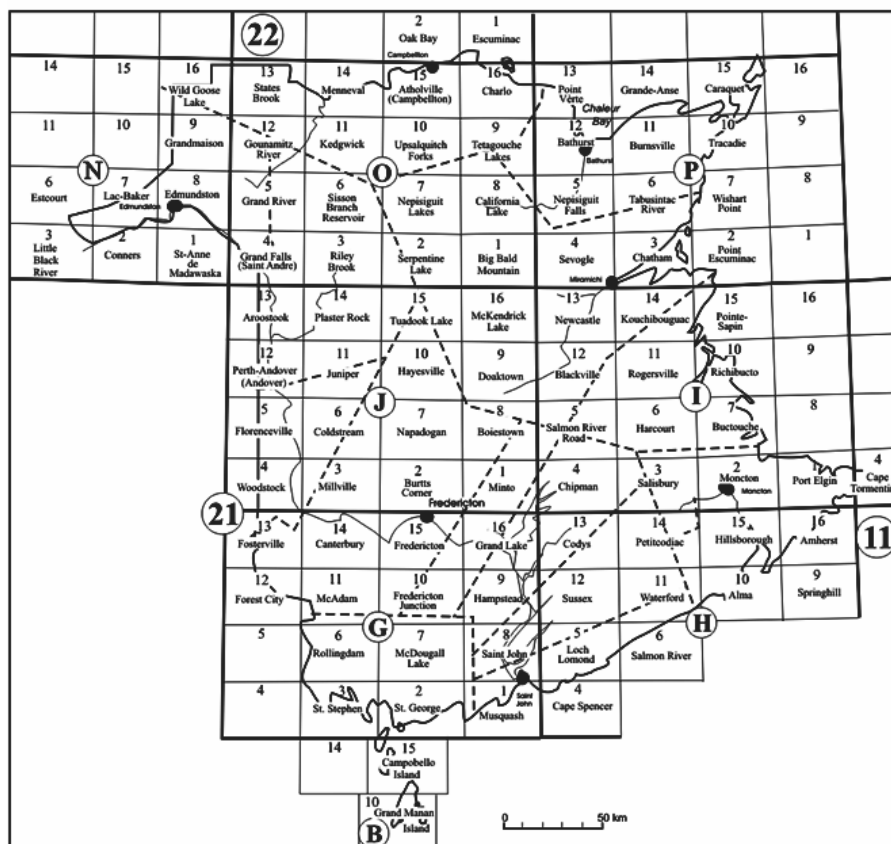 22
2
Oak Bay
Campbellton
1
Escuminac
14
15
16
Wild Goose
Lake
13
States
Brook
14
Menneval
15
Atholville
(Campbellton)
16
Charlo
13
Point
Verte
Chaleur
Bay
14
Grande-Anse
15
Caraquet
16
11
10
9
Grandmaison
12
Gounamitz
River
11
Kedgwick
10
Upsalquitch
Forks
9
Tetagouche
Lakes
12
Bathurst
Bathurst
11
Burnsville
10
Tracadie
9
N
O
P
6
Estcourt
7
Lac-Baker
Edmundston
8
Edmundston
5
Grand River
6
Sisson
Branch
Reservoir
7
Nepisiguit
Lakes
8
California
Lake
5
Nepisiguit
Falls
6
Tabusintac
River
7
Wishart
Point
8
3
Little
Black
River
2
Conners
1
St-Anne
de
Madawaska
4
Grand Falls
(Saint Andre)
3
Riley
Brook
2
Serpentine
Lake
1
Big Bald
Mountain
4
Sevogle
Miramichi
3
Chatham
2
Point
Escuminac
1
13
Aroostook
14
Plaster Rock
15
Tuadook Lake
16
McKendrick
Lake
13
Newcastle
14
Kouchibouguac
15
Pointe-
Sapin
16
12
Perth-Andover
(Andover)
11
Juniper
10
Hayesville
9
Doaktown
12
Blackville
11
Rogersville
10
Richibucto
9
J
I
5
Florenceville
6
Coldstream
7
Napadogan
8
Boiestown
5
Salmon River
Road
6
Harcourt
7
Buctouche
8
4
Woodstock
3
Millville
2
Burtts
Corner
Fredericton
1
Minto
4
Chipman
3
Salisbury
2
Moncton
Moncton
1
Port Elgin
4
Cape
Tormentine
21
11
13
Fosterville
14
Canterbury
15
Fredericton
16
Grand Lake
13
Codys
14
Petitcodiac
15
Hillsborough
16
Amherst
12
Forest City
11
McAdam
10
Fredericton
Junction
9
Hampstead
12
Sussex
11
Waterford
10
Alma
9
Springhill
G
H
5
6
Rollingdam
7
McDougall
Lake
8
Saint John
5
Loch
Lomond
6
Salmon River
4
3
St. Stephen
2
St. George
1
Musquash
Saint
John
4
Cape Spencer
14
15
Campobello
Island
10
Grand Manan
Island
B
0
50 km